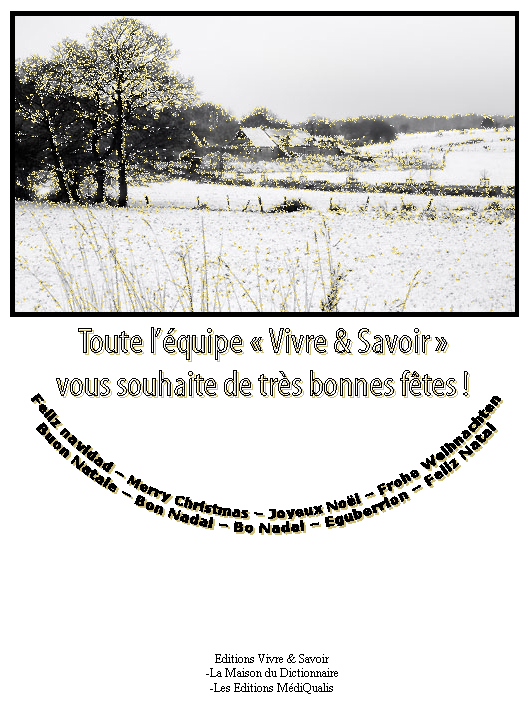 Toute l'équipe « Vivre & Savoir »
vous souhaite de très bonnes fêtes !
Feliz navidad – Merry Christmas – Joyeux Noël – Frohe Weihnachten
Buon Natale – Bon Nadal – Bo Nadal – Eguberrion – Feliz Natal
Editions Vivre & Savoir
-La Maison du Dictionnaire
-Les Editions MédiQualis